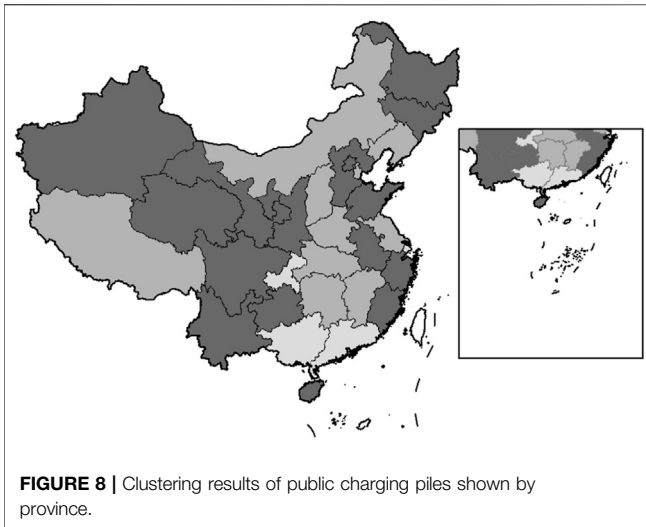 FIGURE 8 | Clustering results of public charging piles shown by
province.